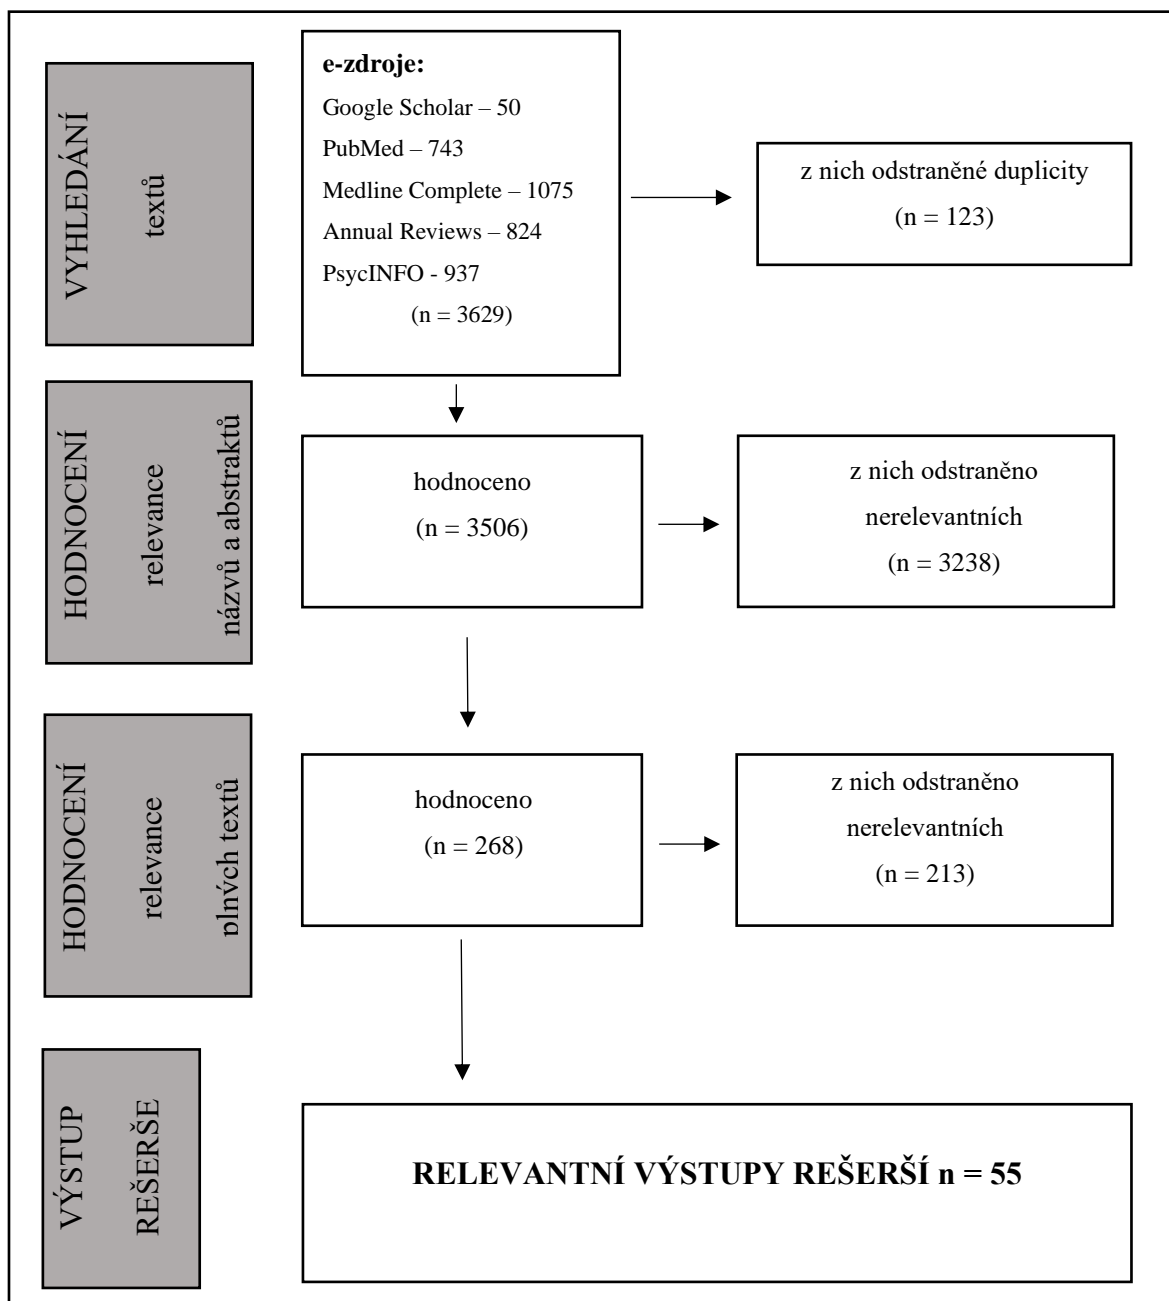 VYHLEDÁNÍ
textů
e-zdroje:
Google Scholar – 50
PubMed – 743
Medline Complete – 1075
Annual Reviews – 824
PsycINFO - 937
(n = 3629)
z nich odstraněné duplicity
(n = 123)
HODNOCENÍ
relevance
názvů a abstraktů
hodnoceno
(n = 3506)
z nich odstraněno
nerelevantních
(n = 3238)
HODNOCENÍ
relevance
plných textů
hodnoceno
(n = 268)
z nich odstraněno
nerelevantních
(n = 213)
VÝSTUP
REŠERŠE
RELEVANTNÍ VÝSTUPY REŠERŠÍ n = 55